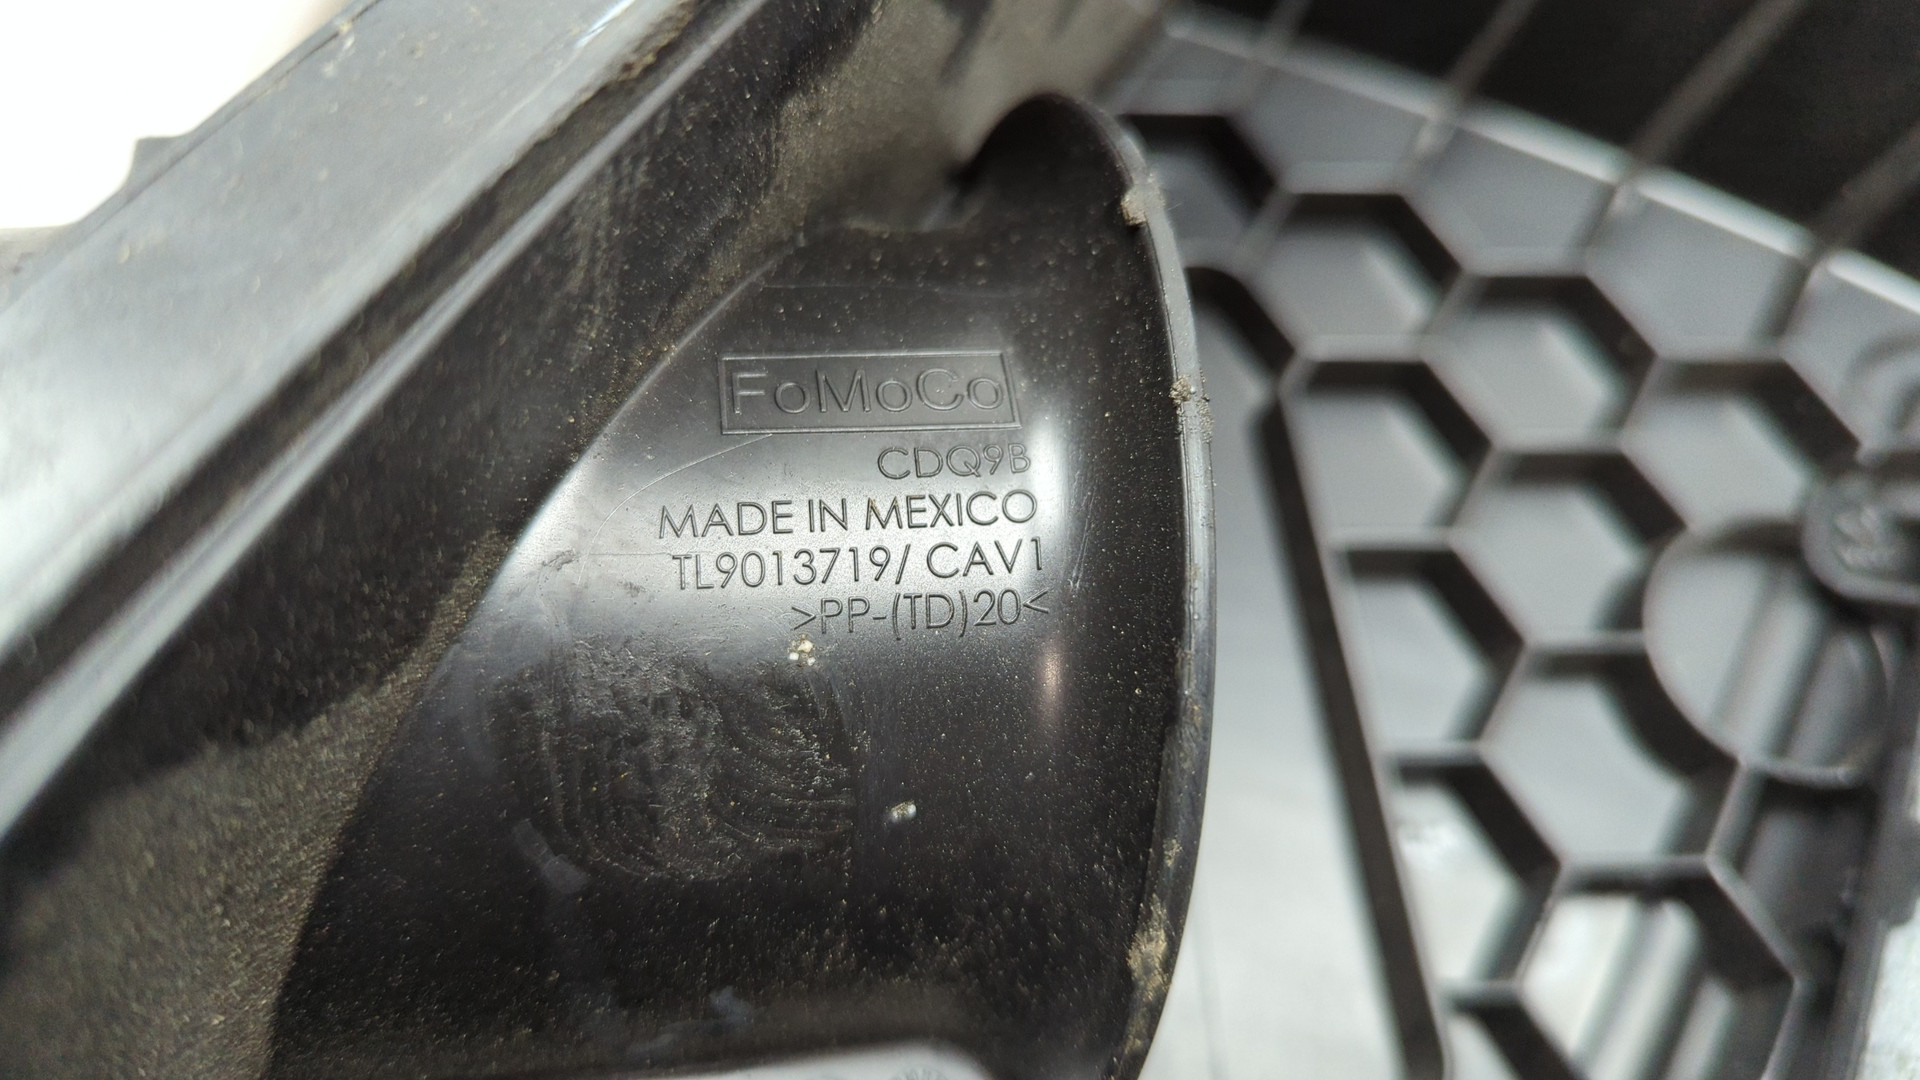 FoMoCo
CDQ9B
MADE IN MEXICO
TL9013719/ CAV1
>PP-(TD)20<